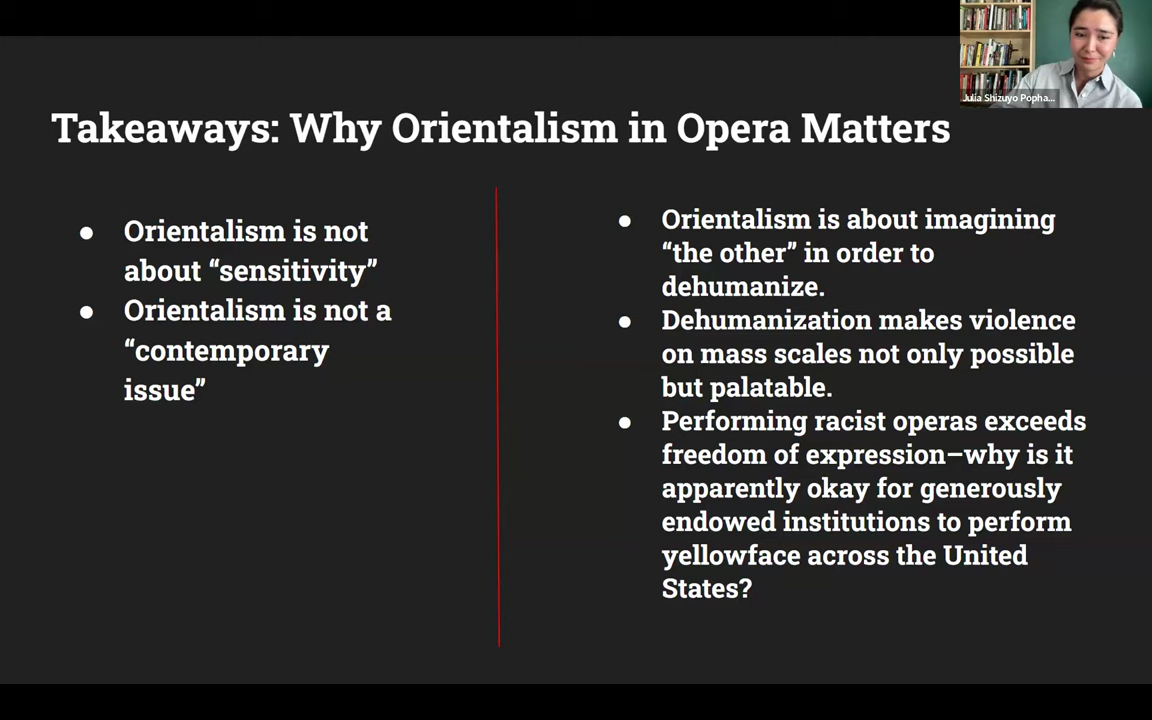 Julia Shizuyo Popha...
Takeaways: Why Orientalism in Opera Matters
● Orientalism is not
about “sensitivity”
● Orientalism is not a
“contemporary
issue”
● Orientalism is about imagining
“the other” in order to
dehumanize.
● Dehumanization makes violence
on mass scales not only possible
but palatable.
● Performing racist operas exceeds
freedom of expression–why is it
apparently okay for generously
endowed institutions to perform
yellowface across the United
States?